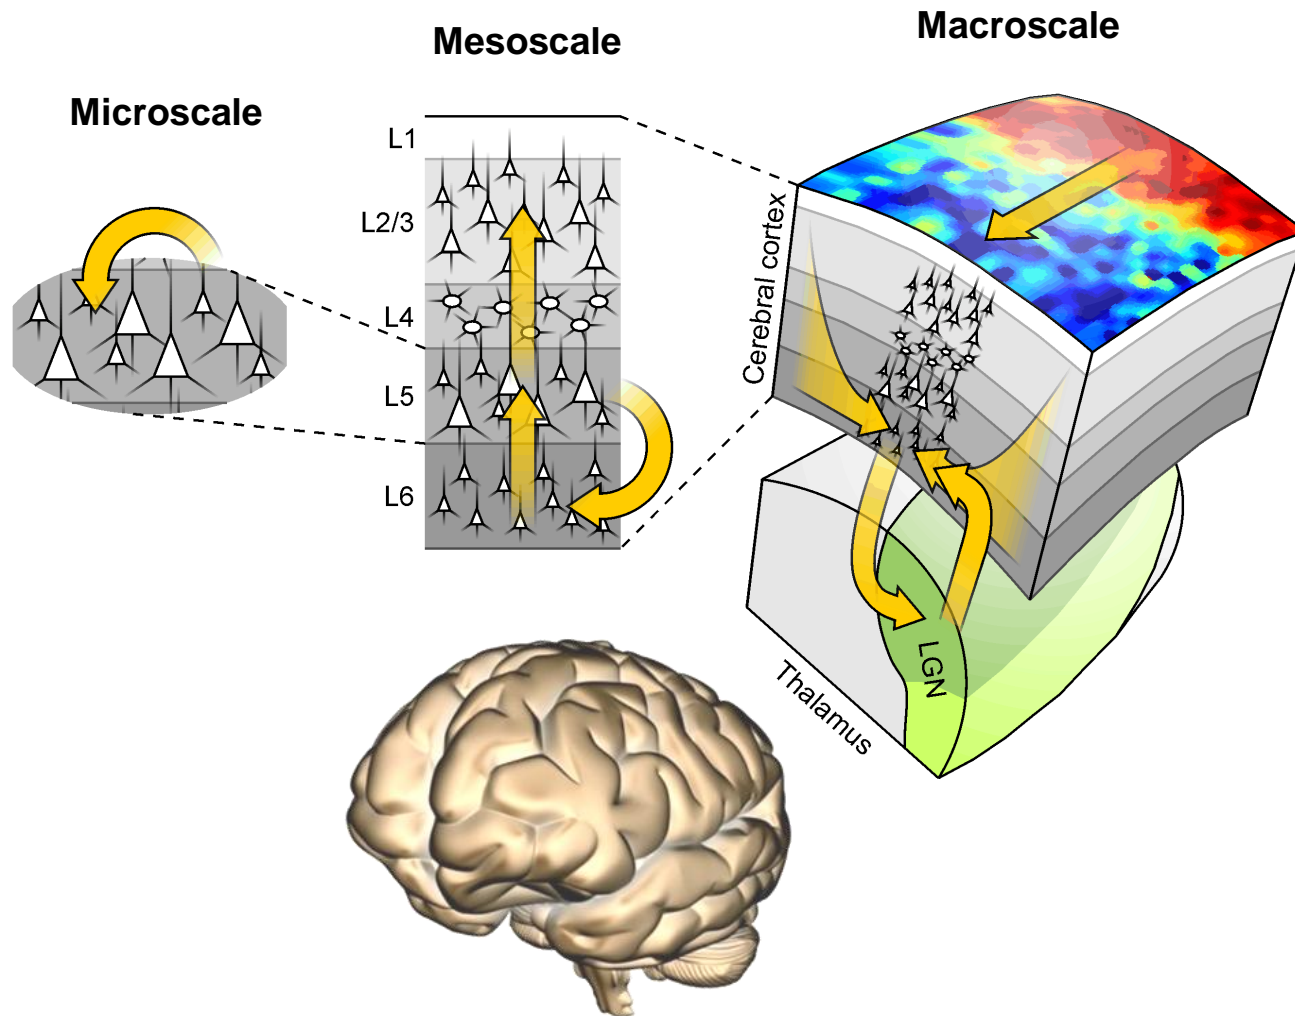 Microscale
Mesoscale
Macroscale
L1
L2/3
L4
L5
L6
Cerebral cortex
Thalamus
LGN